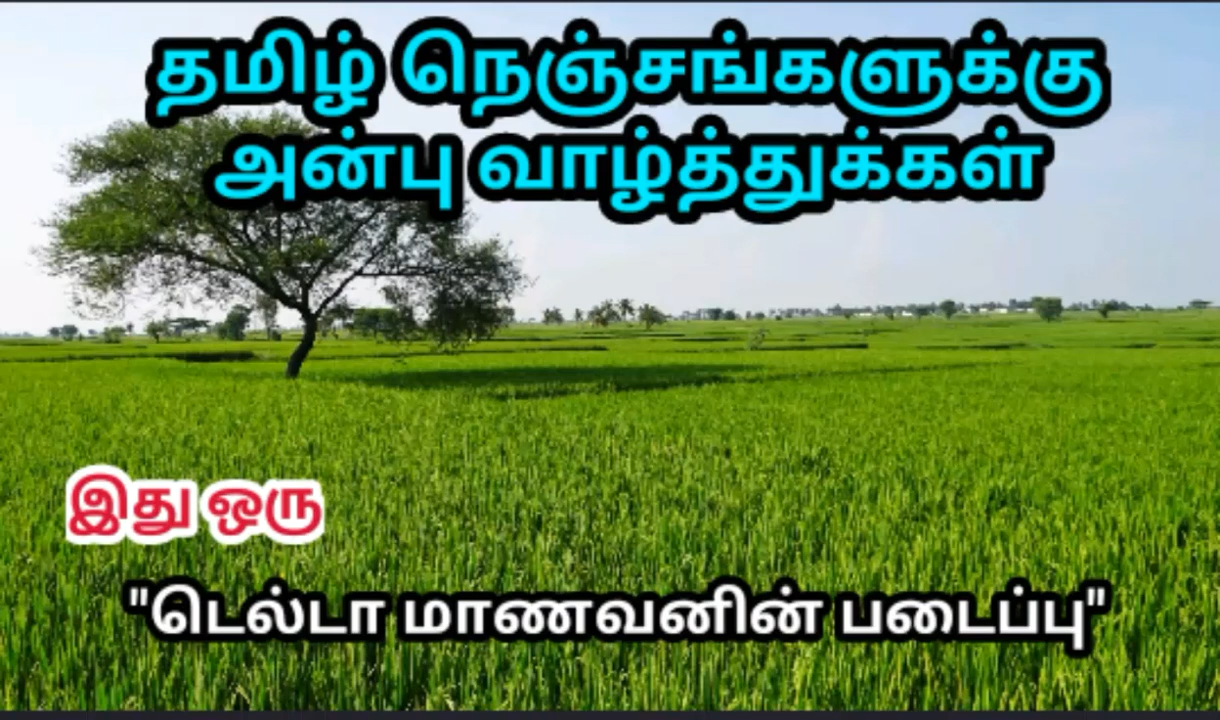 தமிழ் நெஞ்சங்களுக்கு
அன்பு வாழ்த்துக்கள்
இது ஒரு
"டெல்டா மாணவனின் படைப்பு"